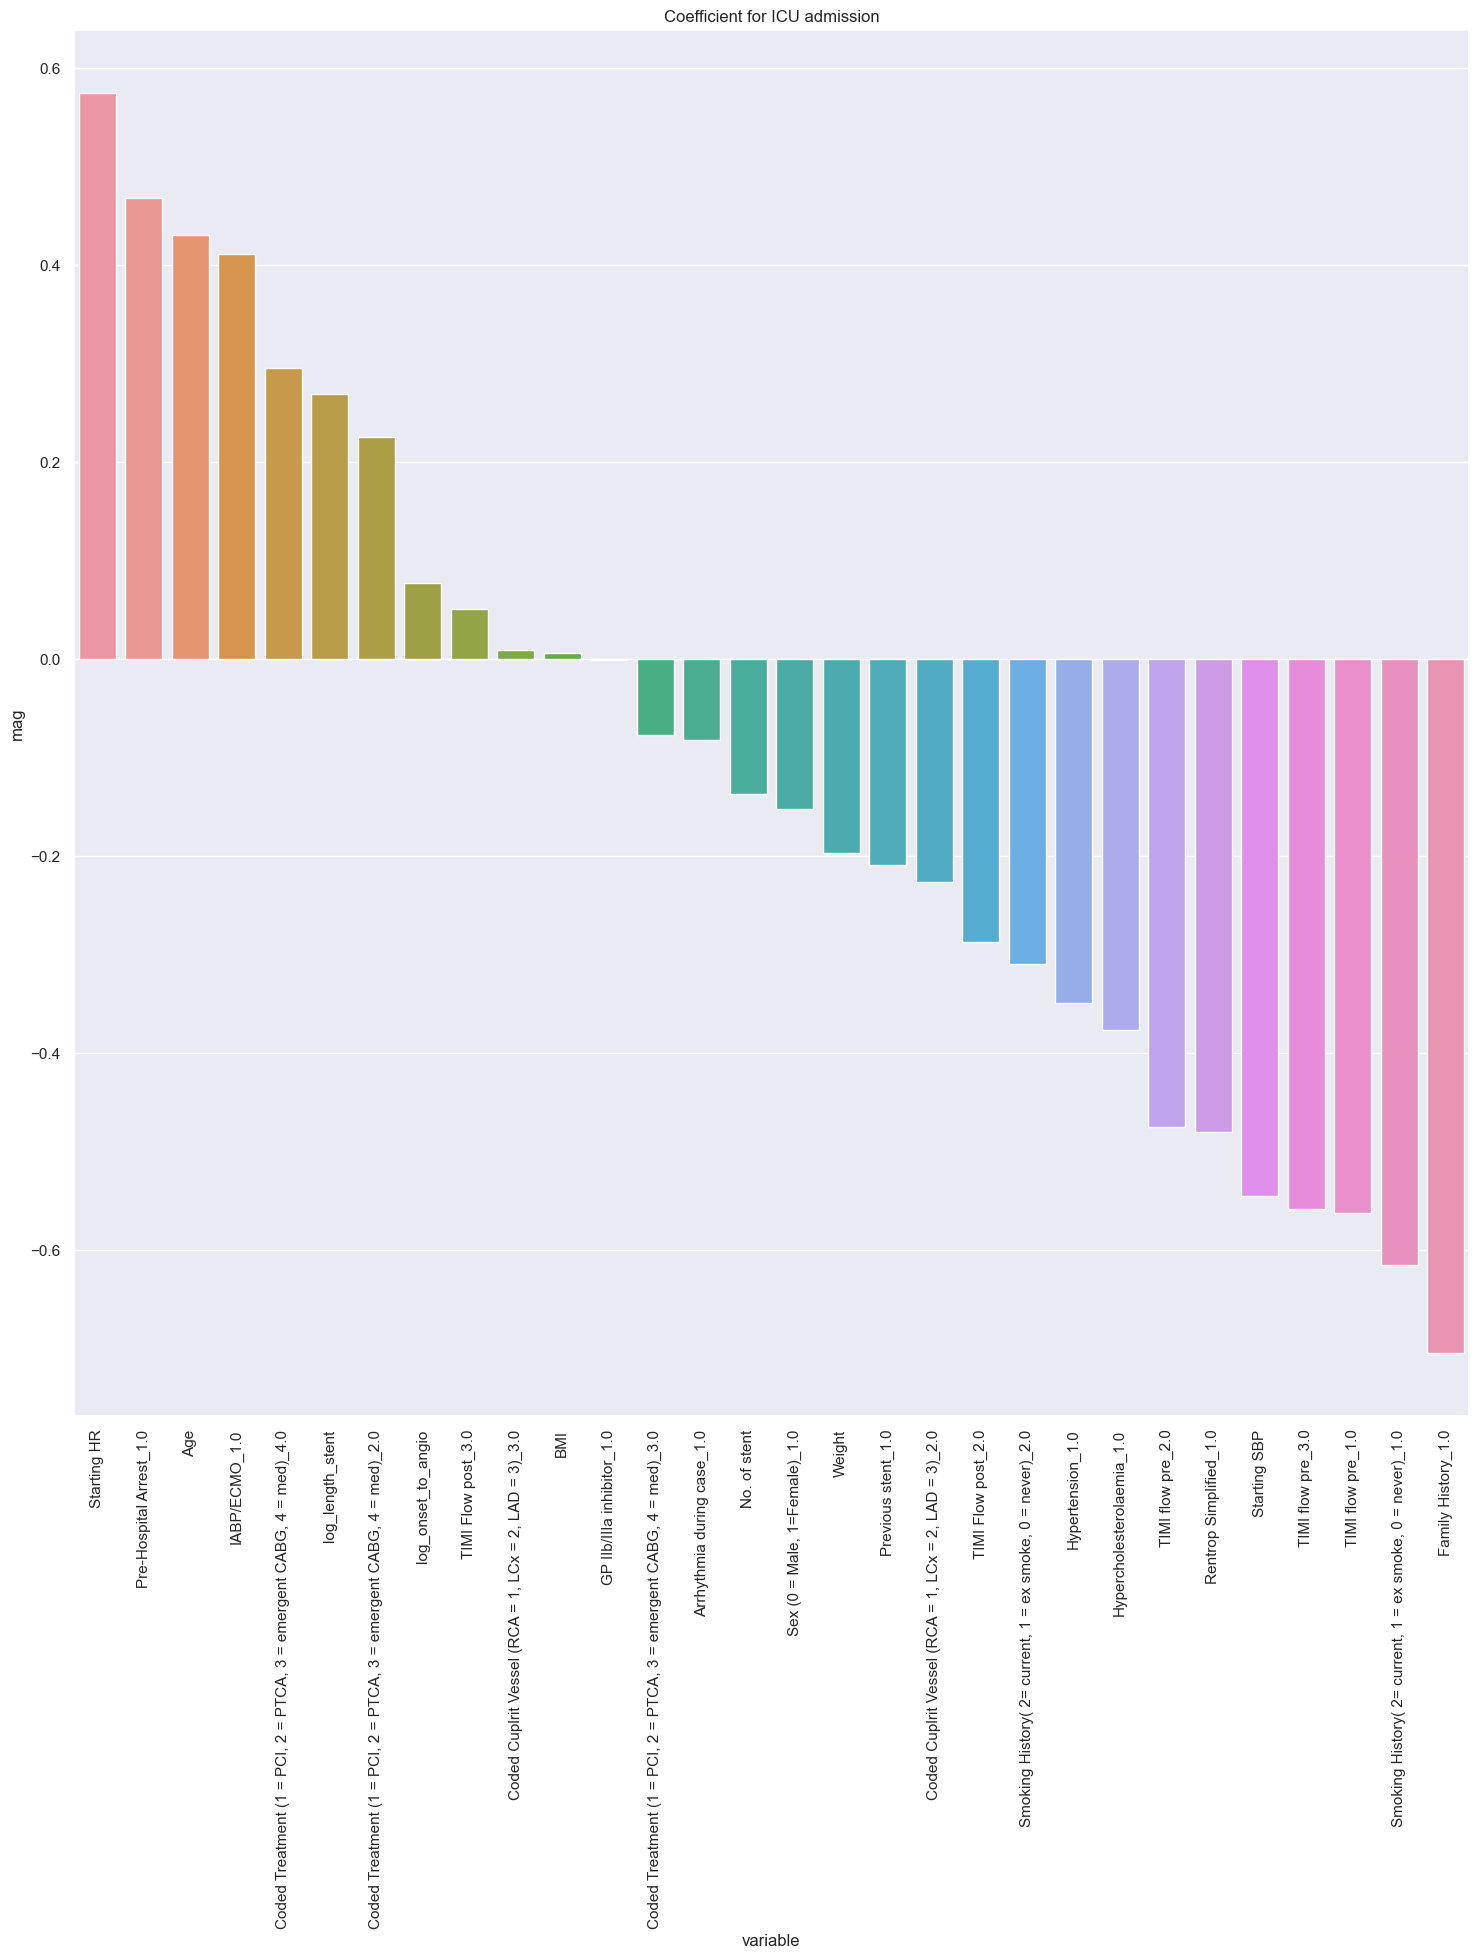 Coefficient for ICU admission
0.6
0.4
0.2
0.0
−0.2
−0.4
−0.6
mag
Starting HR
Pre-Hospital Arrest_1.0
Age
IABP/ECMO_1.0
Coded Treatment (1 = PCI, 2 = PTCA, 3 = emergent CABG, 4 = med)_4.0
log_length_stent
Coded Treatment (1 = PCI, 2 = PTCA, 3 = emergent CABG, 4 = med)_2.0
log_onset_to_angio
TIMI Flow post_3.0
Coded Cuplrit Vessel (RCA = 1, LCx = 2, LAD = 3)_3.0
BMI
GP IIb/IIIa inhibitor_1.0
Coded Treatment (1 = PCI, 2 = PTCA, 3 = emergent CABG, 4 = med)_3.0
Arrhythmia during case_1.0
No. of stent
Sex (0 = Male, 1=Female)_1.0
Weight
Previous stent_1.0
Coded Cuplrit Vessel (RCA = 1, LCx = 2, LAD = 3)_2.0
TIMI Flow post_2.0
Smoking History( 2= current, 1 = ex smoke, 0 = never)_2.0
Hypertension_1.0
Hypercholesterolaemia_1.0
TIMI flow pre_2.0
Rentrop Simplified_1.0
Starting SBP
TIMI flow pre_3.0
TIMI flow pre_1.0
Smoking History( 2= current, 1 = ex smoke, 0 = never)_1.0
Family History_1.0
variable